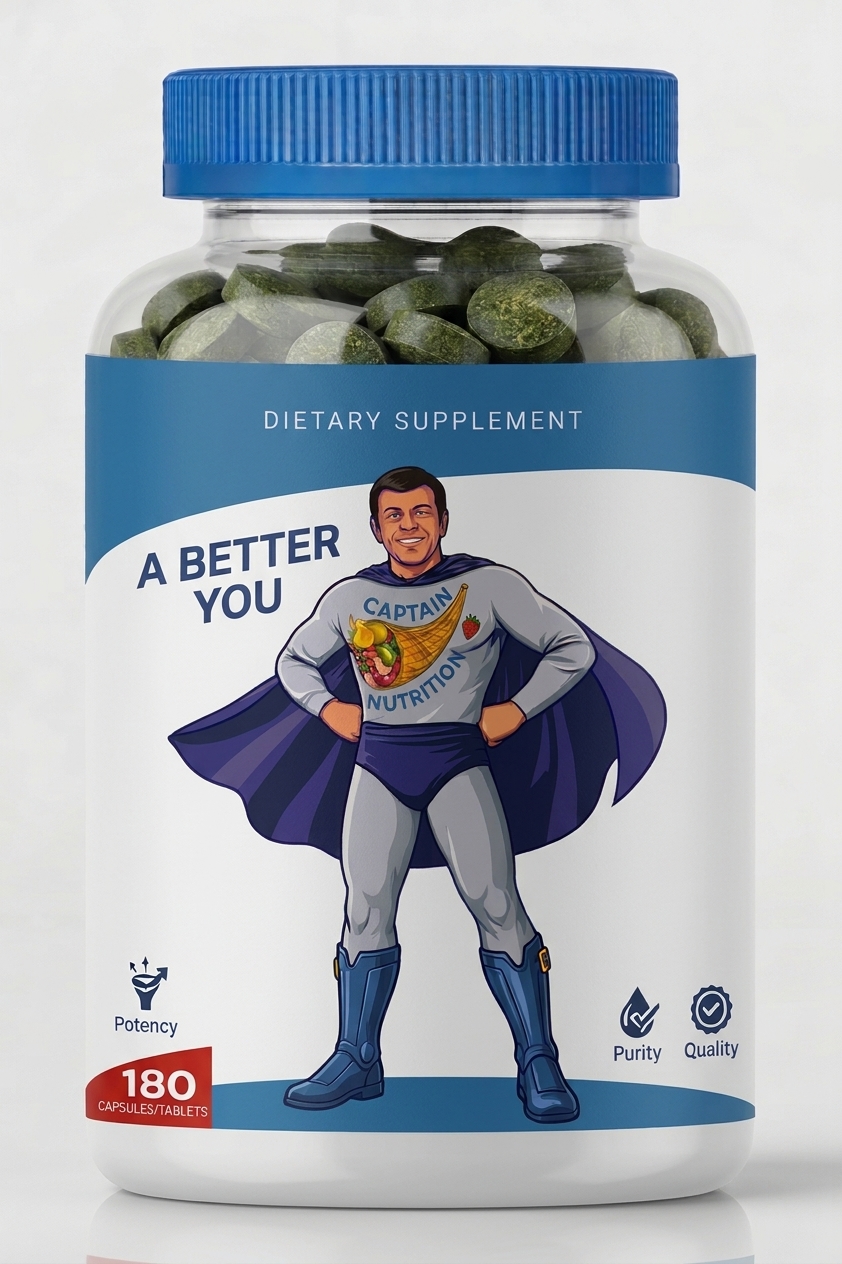 DIETARY SUPPLEMENT
A BETTER
YOU
CAPTAIN
NUTRITION
Potency
Purity
Quality
180
CAPSULES/TABLETS